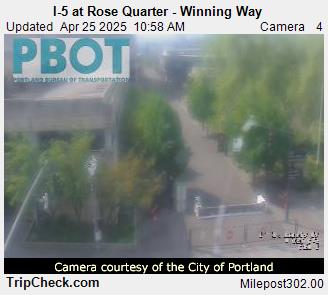 I-5 at Rose Quarter - Winning Way
Updated Apr 25 2025 10:58 AM Camera 4
PBOT
PORTLAND BUREAU OF TRANSPORTATION
Camera courtesy of the City of Portland
TripCheck.com Milepost302.00